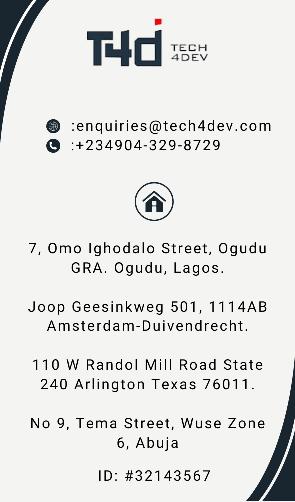 T4d TECH
4DEV
:enquiries@tech4dev.com
:+234904-329-8729
7, Omo Ighodalo Street, Ogudu
GRA. Ogudu, Lagos.
Joop Geesinkweg 501, 1114AB
Amsterdam-Duivendrecht.
110 W Randol Mill Road State
240 Arlington Texas 76011.
No 9, Tema Street, Wuse Zone
6, Abuja
ID: #32143567